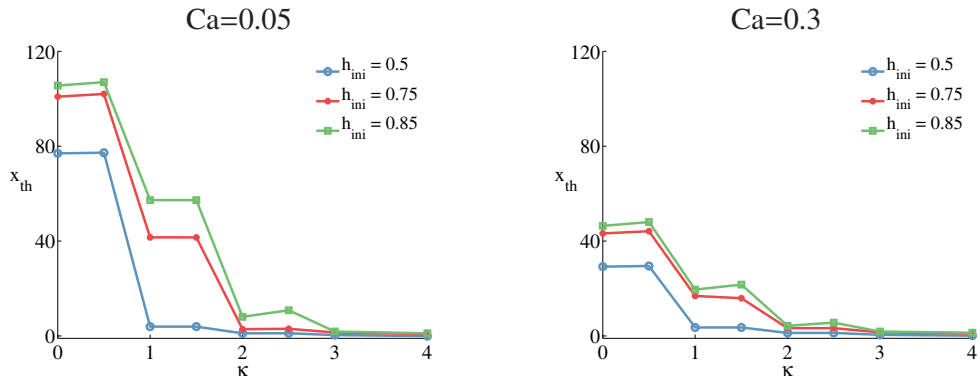 Ca=0.05
120
80
x_th
40
0
0 1 2 3 4
κ
h_ini = 0.5
h_ini = 0.75
h_ini = 0.85
Ca=0.3
120
80
x_th
40
0
0 1 2 3 4
κ
h_ini = 0.5
h_ini = 0.75
h_ini = 0.85